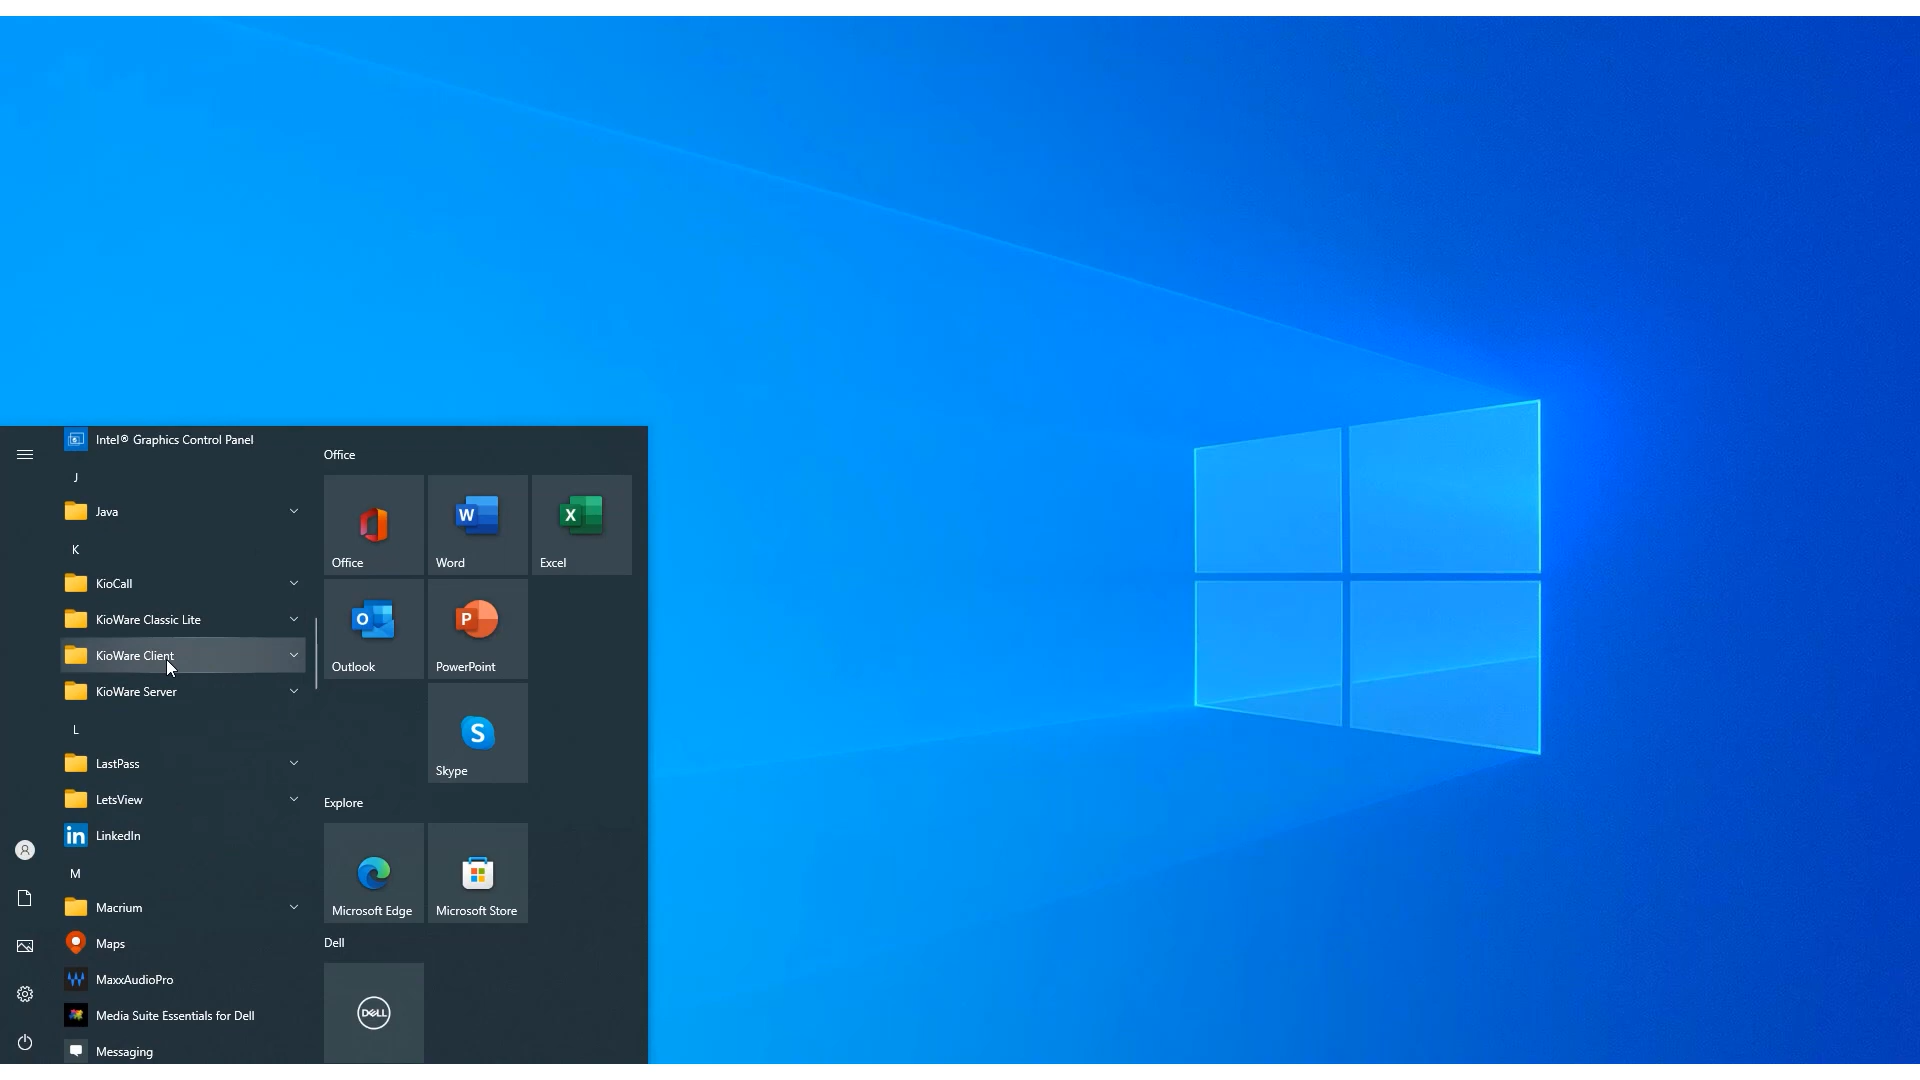 Intel® Graphics Control Panel
J
Java
K
KioCall
KioWare Classic Lite
KioWare Client
KioWare Server
L
LastPass
LetsView
in
LinkedIn
M
Macrium
Maps
MaxxAudioPro
Media Suite Essentials for Dell
Messaging
Office
W
X
Office
Word
Excel
O
P
Outlook
PowerPoint
S
Skype
Explore
Microsoft Edge
Microsoft Store
Dell
DELL